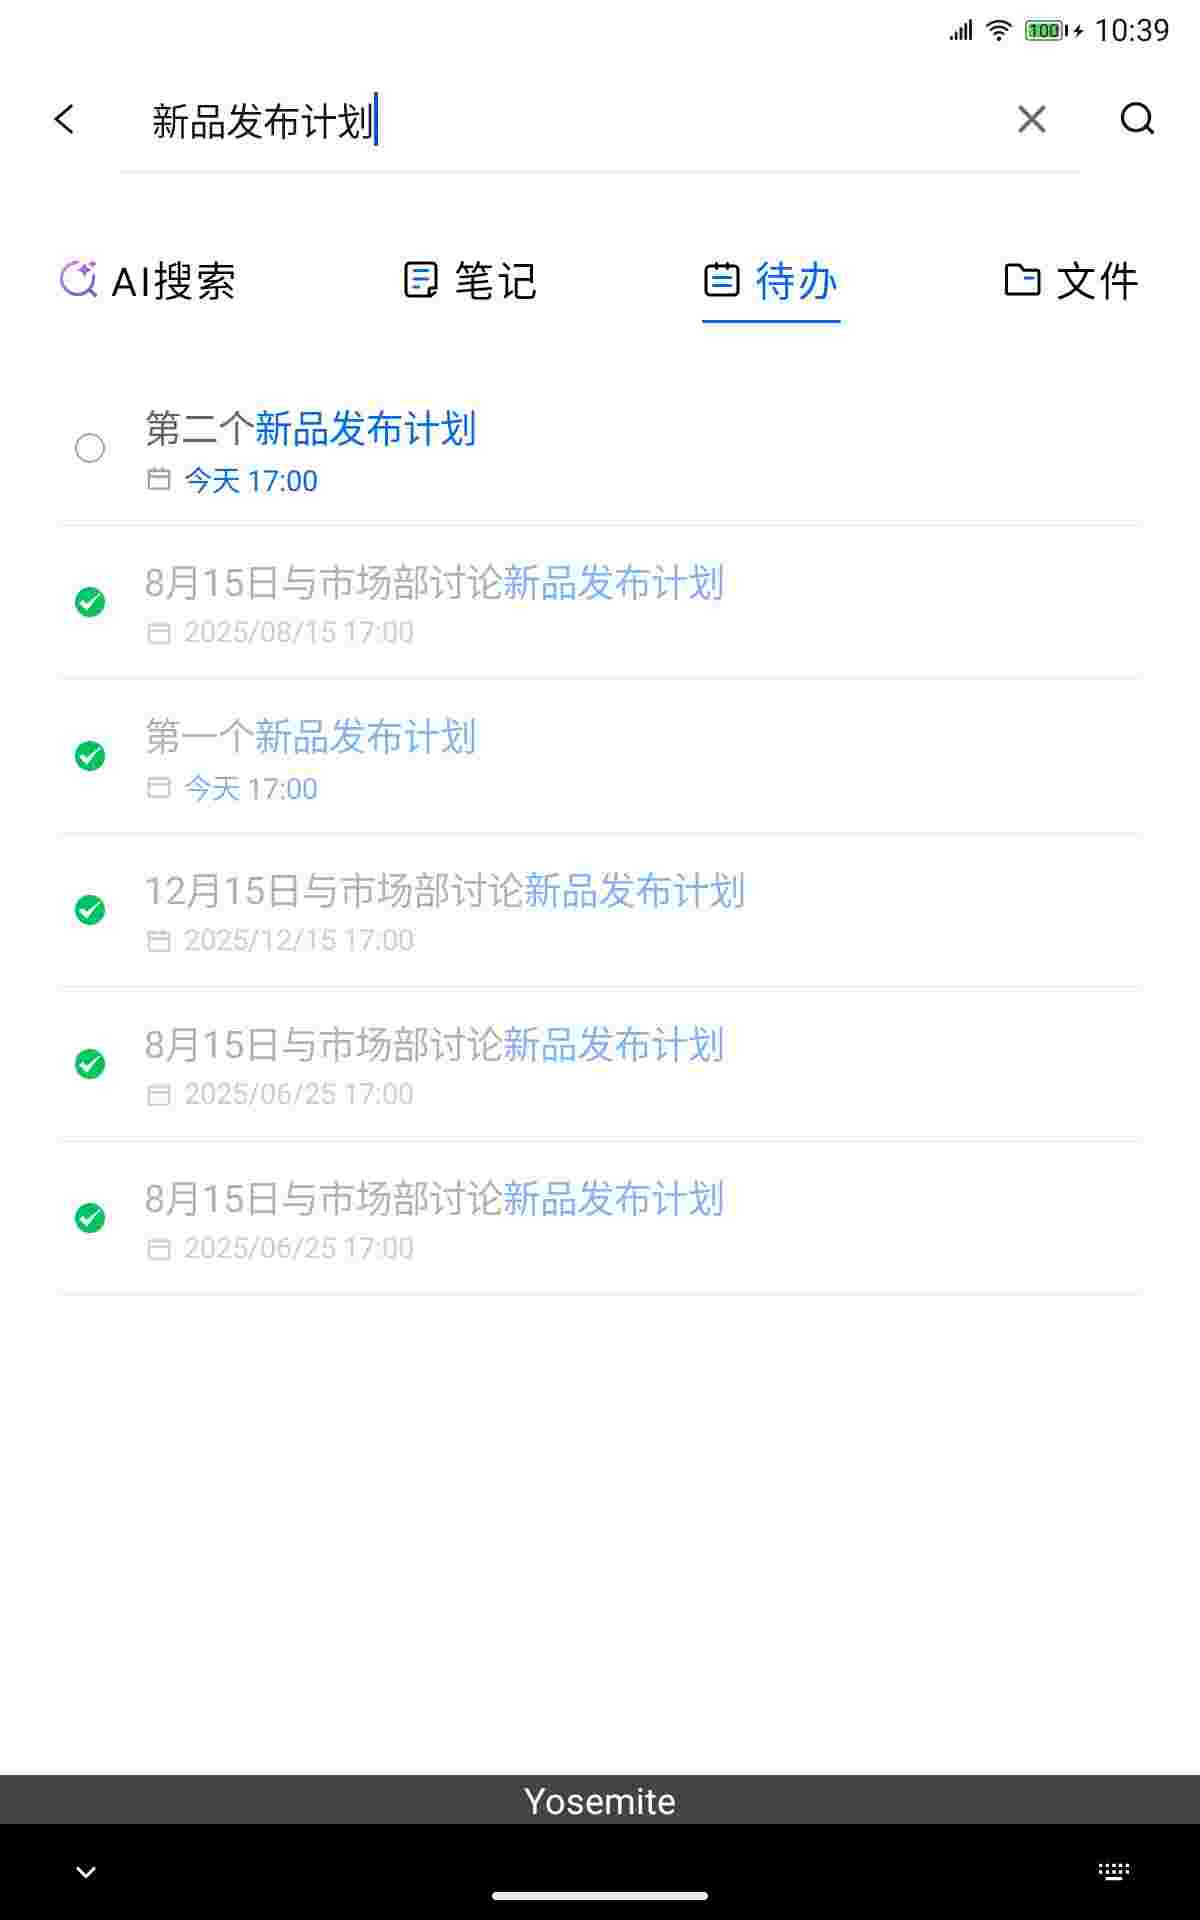 100 10:39
新品发布计划
AI搜索 笔记 待办 文件
第二个新品发布计划
今天 17:00
8月15日与市场部讨论新品发布计划
2025/08/15 17:00
第一个新品发布计划
今天 17:00
12月15日与市场部讨论新品发布计划
2025/12/15 17:00
8月15日与市场部讨论新品发布计划
2025/06/25 17:00
8月15日与市场部讨论新品发布计划
2025/06/25 17:00
Yosemite